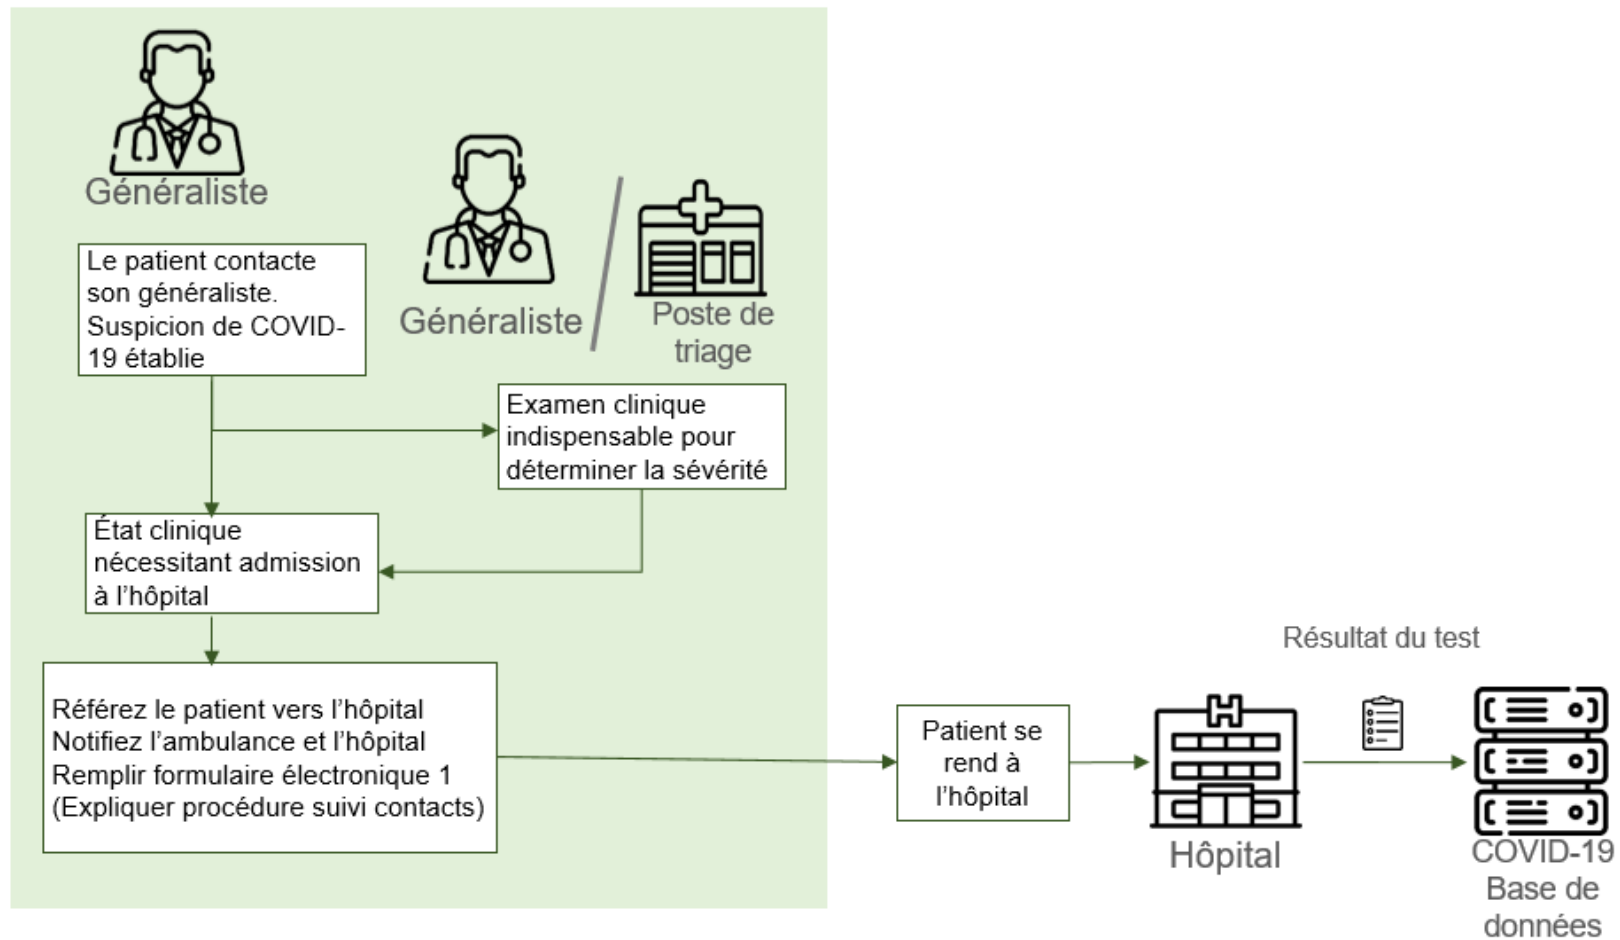 Généraliste
Le patient contacte
son généraliste.
Suspicion de COVID-
19 établie
Généraliste
Poste de
triage
Examen clinique
indispensable pour
déterminer la sévérité
État clinique
nécessitant admission
à l'hôpital
Référez le patient vers l'hôpital
Notifiez l'ambulance et l'hôpital
Remplir formulaire électronique 1
(Expliquer procédure suivi contacts)
Patient se
rend à
l'hôpital
H
Hôpital
Résultat du test
COVID-19
Base de
données